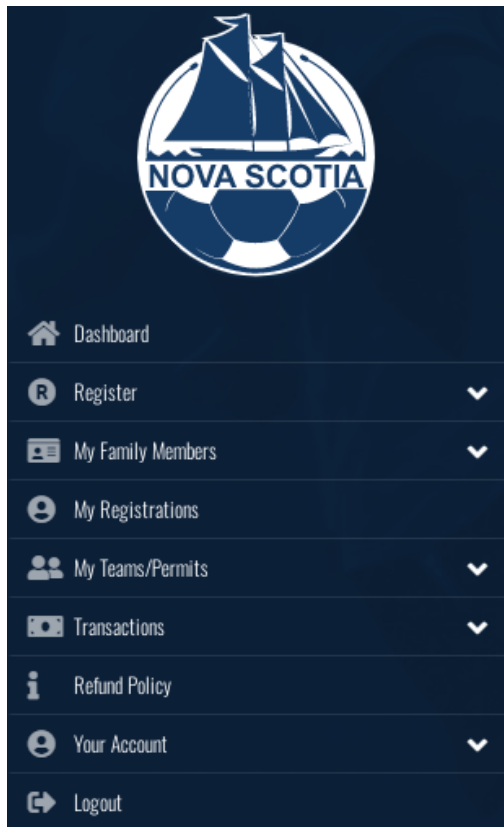 NOVA SCOTIA
Dashboard
Register
My Family Members
My Registrations
My Teams/Permits
Transactions
Refund Policy
Your Account
Logout